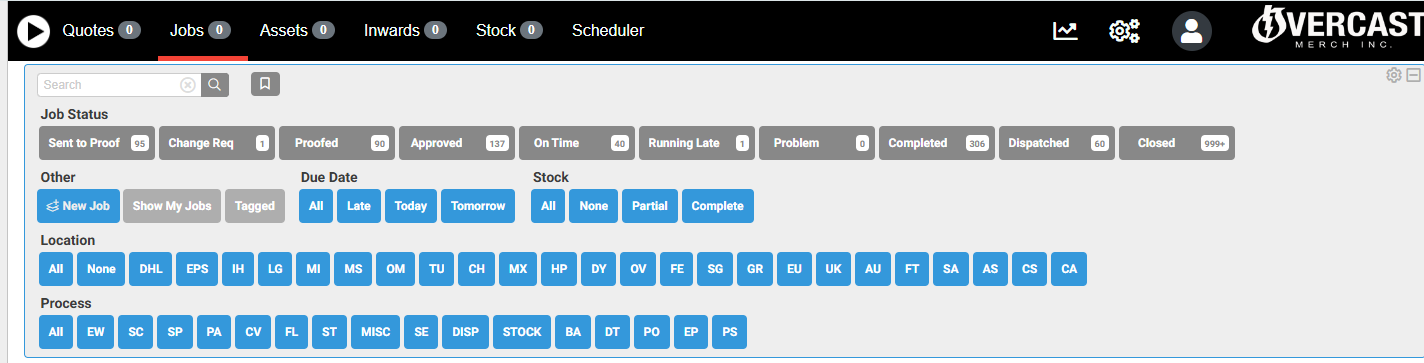 Quotes 0 Jobs 0 Assets 0 Inwards 0 Stock 0 Scheduler OVERCAST
MERCH INC.
Search
Job Status
Sent to Proof 95 Change Req 1 Proofed 90 Approved 137 On Time 40 Running Late 1 Problem 0 Completed 306 Dispatched 60 Closed 999+
Other Due Date Stock
New Job Show My Jobs Tagged All Late Today Tomorrow All None Partial Complete
Location
All None DHL EPS IH LG MI MS OM TU CH MX HP DY OV FE SG GR EU UK AU FT SA AS CS CA
Process
All EW SC SP PA CV FL ST MISC SE DISP STOCK BA DT PO EP PS